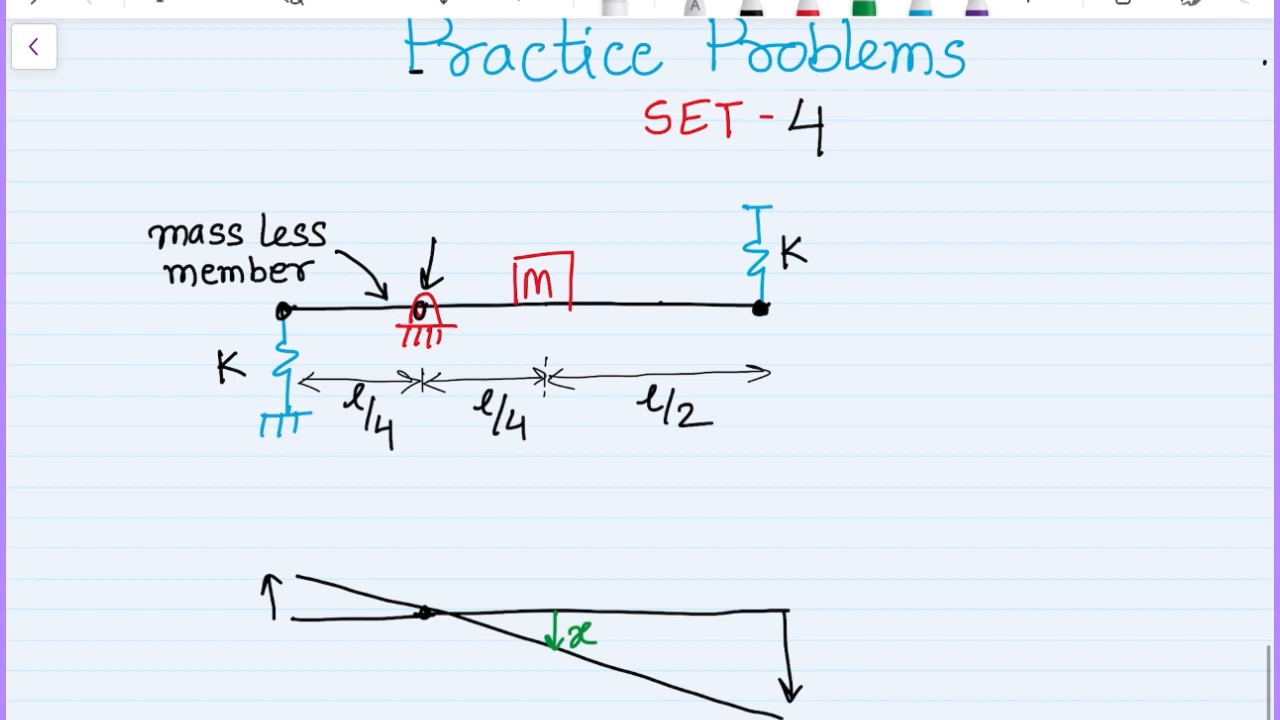 Practice Problems
SET - 4
mass less
member
m
K
K
l/4
l/4
l/2
x